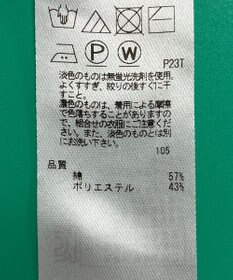 P W
P23T
淡色のものは無蛍光洗剤を使用。
よくすすぎ、絞りの後すぐに干
すこと。
濃色のものは、着用による摩擦
で色落ちすることがありますの
で、組合せの衣服にご注意くだ
さい。また、淡色のものとは別
にお洗い下さい。
105
品質
綿 57%
ポリエステル 43%